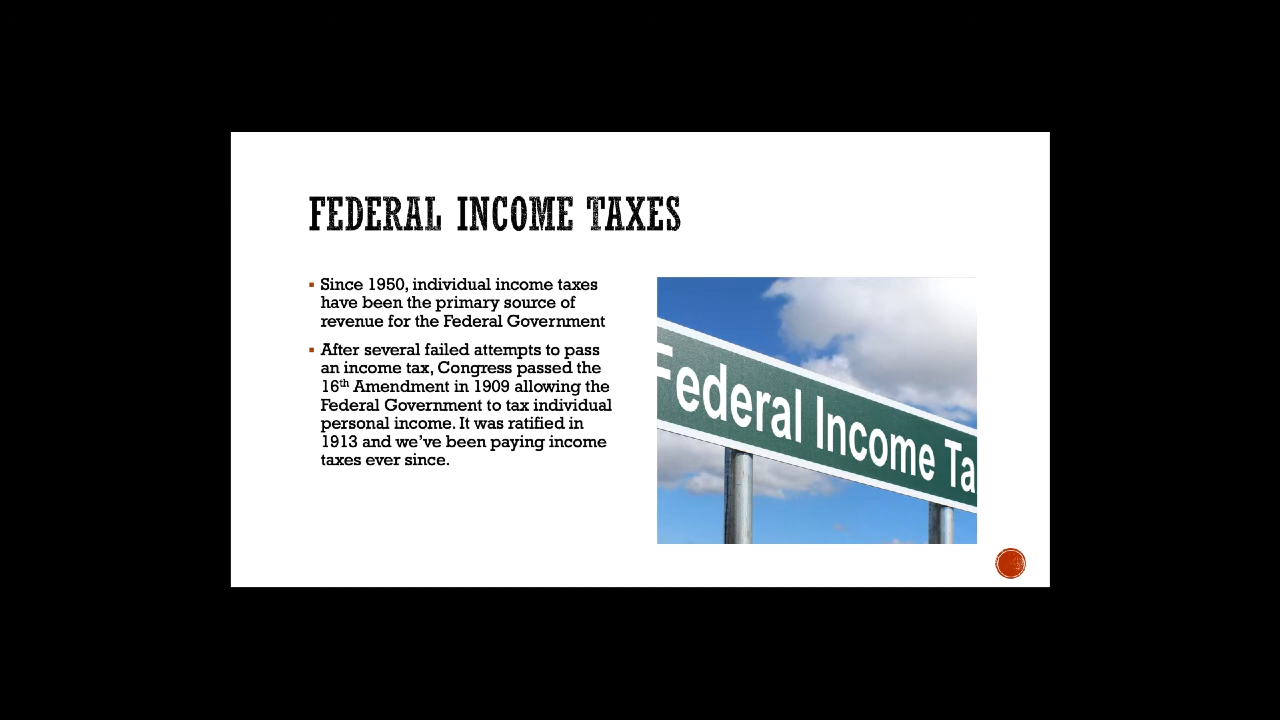 FEDERAL INCOME TAXES
Since 1950, individual income taxes
have been the primary source of
revenue for the Federal Government
After several failed attempts to pass
an income tax, Congress passed the
16th Amendment in 1909 allowing the
Federal Government to tax individual
personal income. It was ratified in
1913 and we've been paying income
taxes ever since.
Federal Income Ta